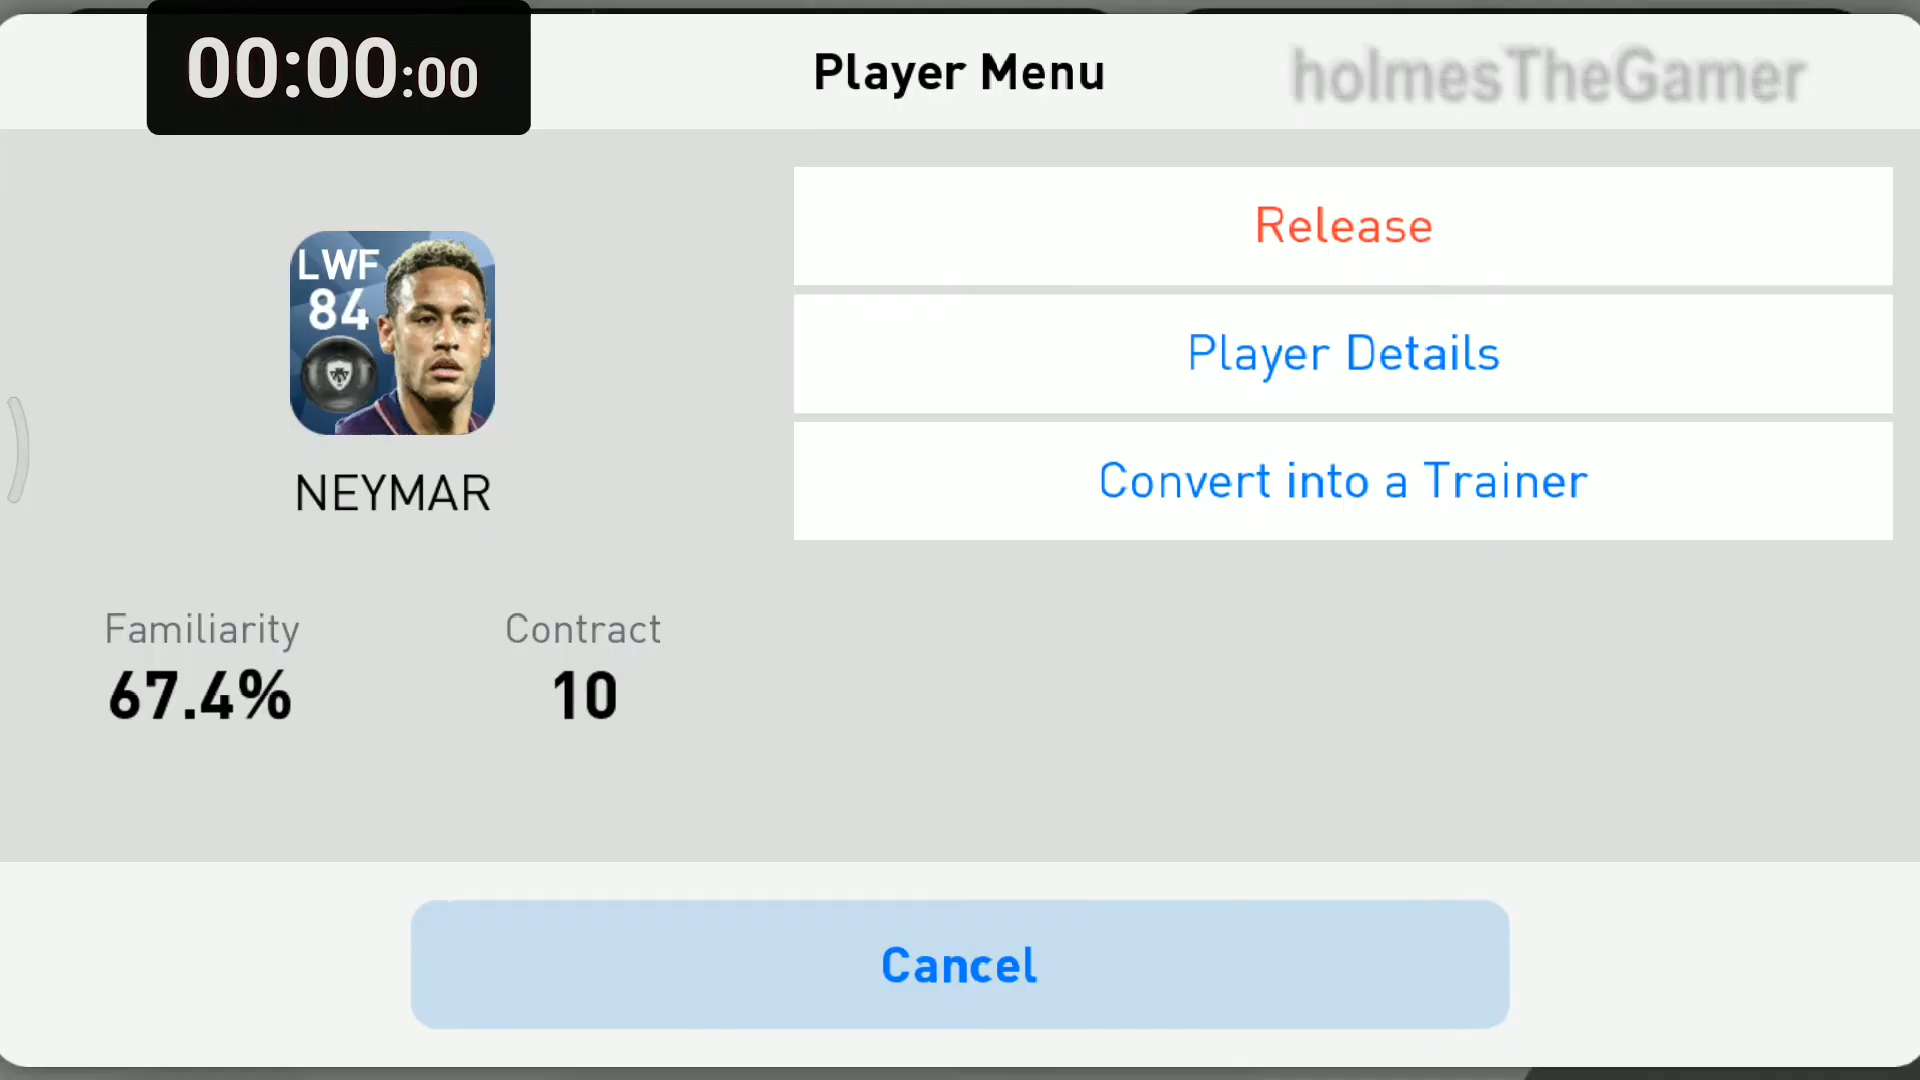 00:00:00
Player Menu
holmesTheGamer
Release
LWF
84
Player Details
Convert into a Trainer
NEYMAR
Familiarity
Contract
67.4%
10
Cancel